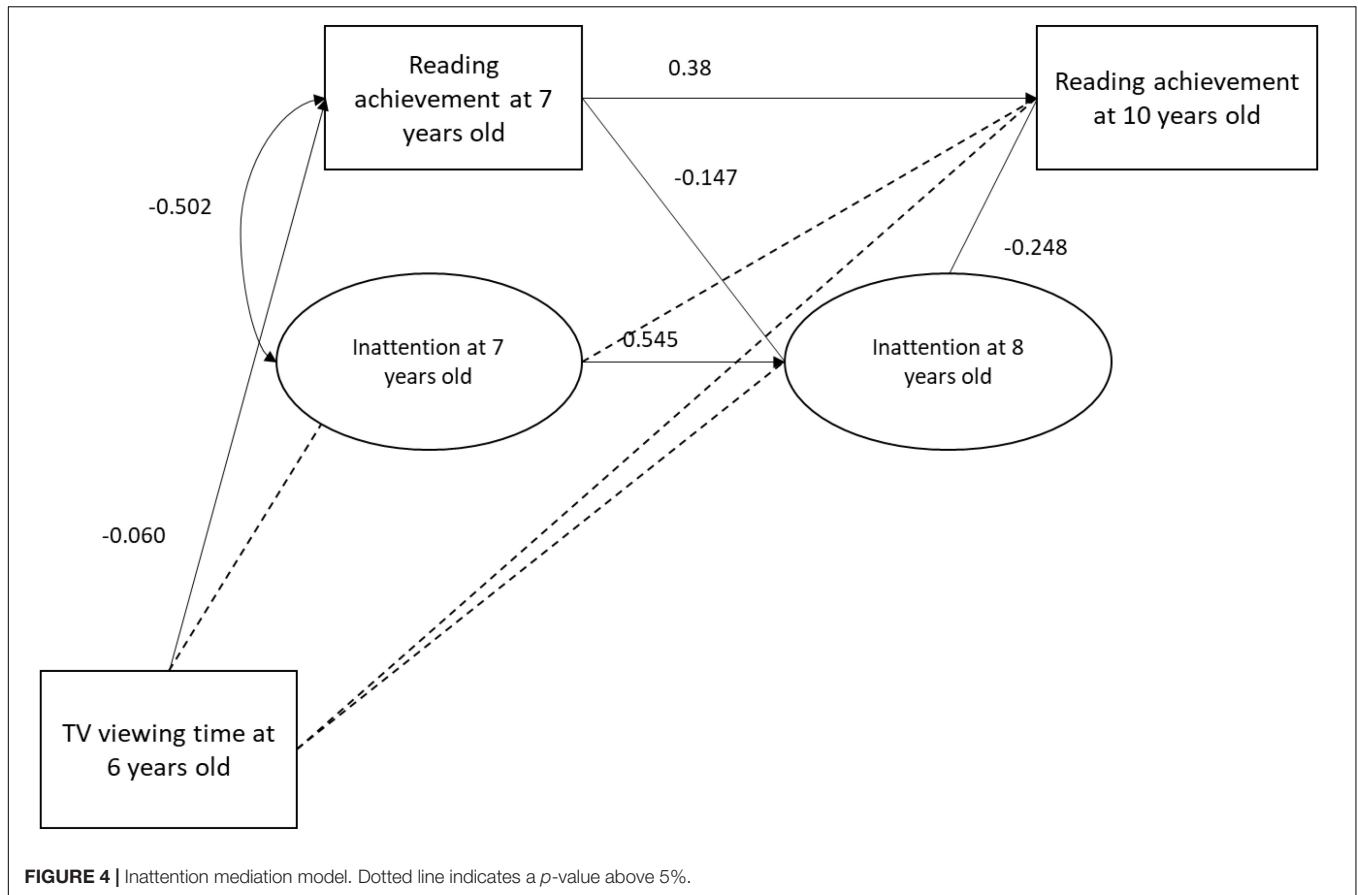 Reading
achievement at 7
years old
0.38
Reading achievement
at 10 years old
-0.147
-0.502
-0.248
Inattention at 7
years old
0.545
Inattention at 8
years old
-0.060
TV viewing time at
6 years old
FIGURE 4 | Inattention mediation model. Dotted line indicates a p-value above 5%.